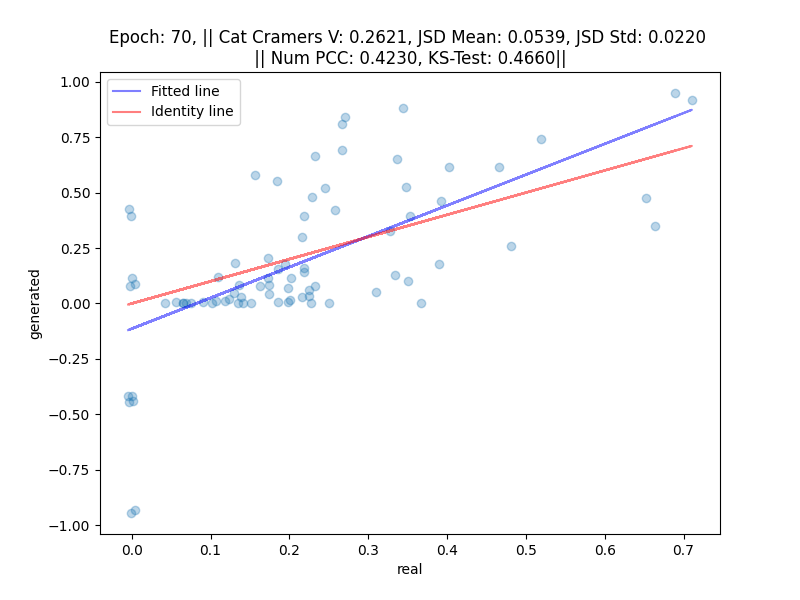 Epoch: 70, || Cat Cramers V: 0.2621, JSD Mean: 0.0539, JSD Std: 0.0220
|| Num PCC: 0.4230, KS-Test: 0.4660||
Fitted line
Identity line
1.00
0.75
0.50
0.25
0.00
−0.25
−0.50
−0.75
−1.00
generated
0.0 0.1 0.2 0.3 0.4 0.5 0.6 0.7
real